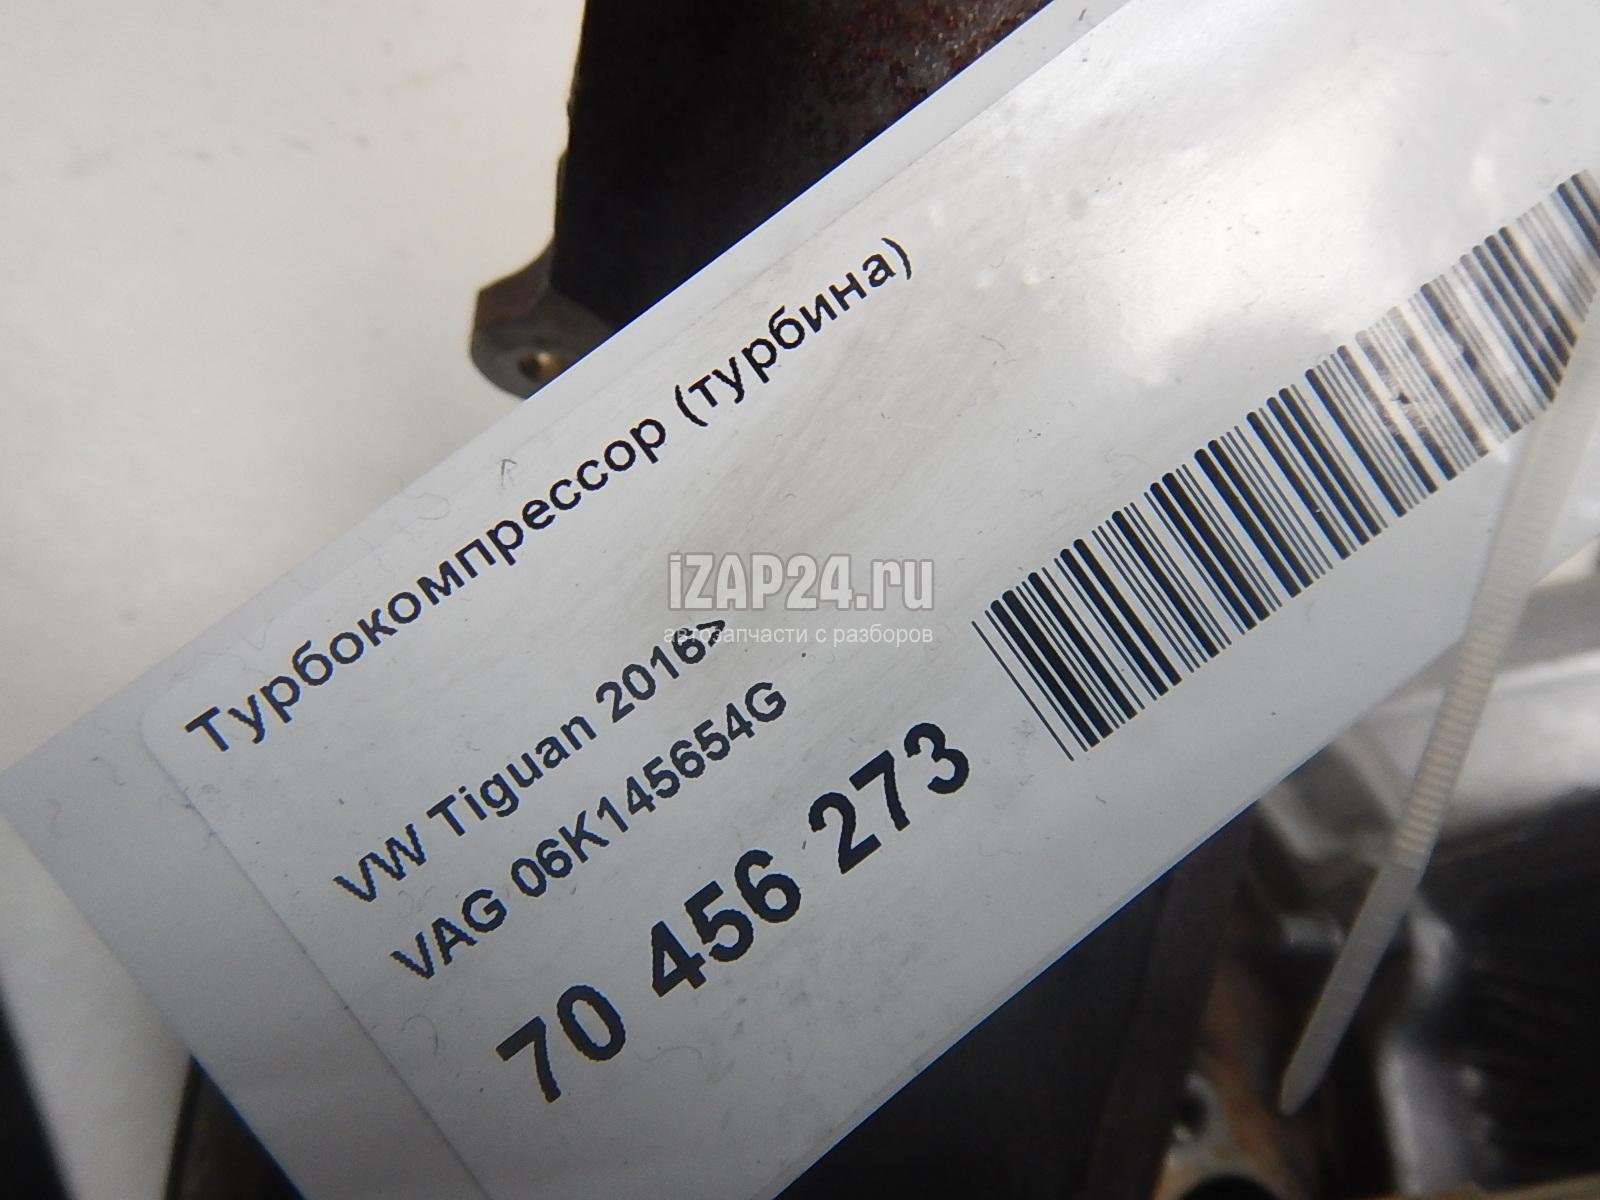 Турбокомпрессор (турбина)
iZAP24.ru
автозапчасти с разборов
VW Tiguan 2016>
VAG 06K145654G
70 456 273